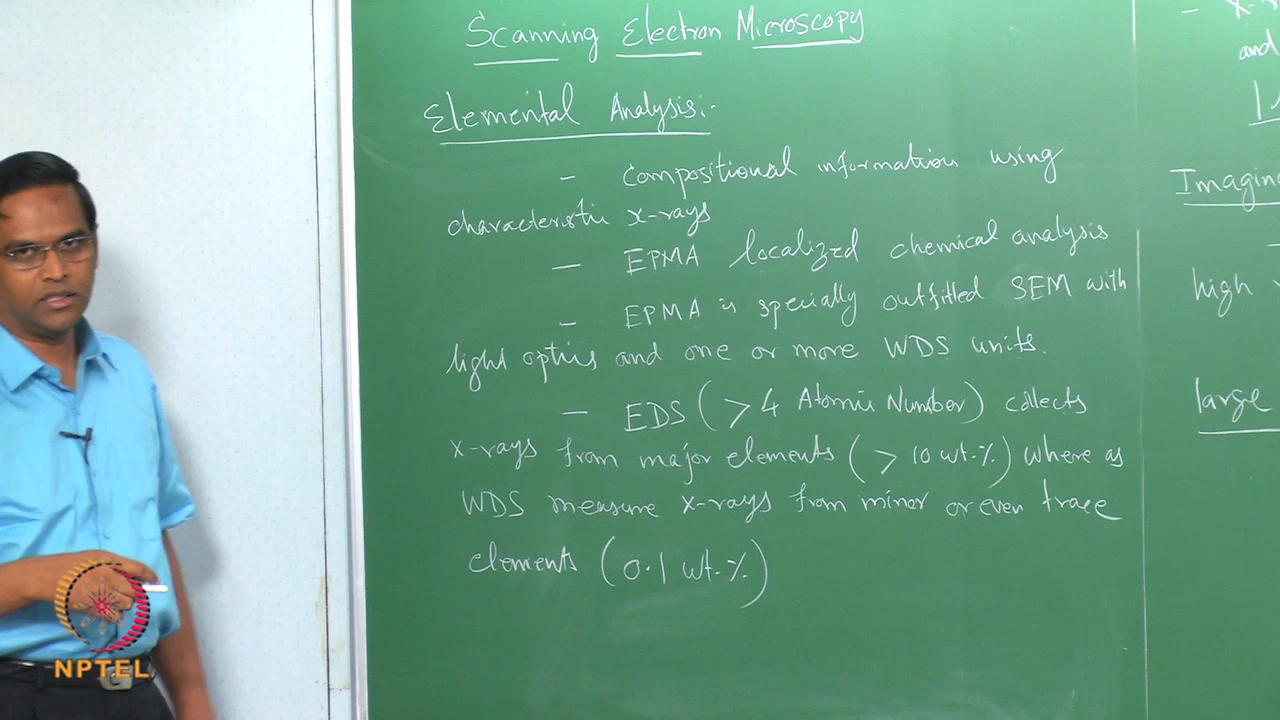 Scanning Electron Microscopy
Elemental Analysis:-
- Compositional information using
characteristic x-rays
- EPMA localized chemical analysis
- EPMA is specially outfitted SEM with
light optics and one or more WDS units.
- EDS (>4 Atomic Number) collects
x-rays from major elements (>10 wt.%) where as
WDS measure x-rays from minor or even trace
elements (0.1 wt.%)
and
Imagin
high
large
NPTEL